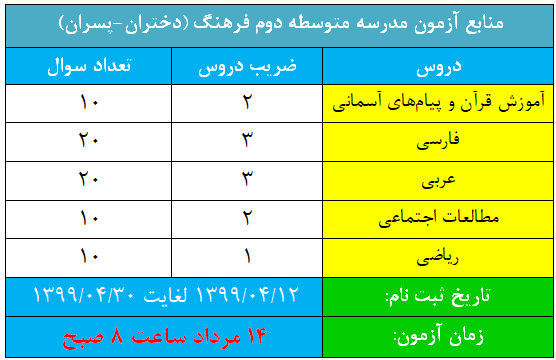 منابع آزمون مدرسه متوسطه دوم فرهنگ (دختران-پسران)
دروس ضریب دروس تعداد سوال
آموزش قرآن و پیام‌های آسمانی ۲ ۱۰
فارسی ۳ ۲۰
عربی ۳ ۲۰
مطالعات اجتماعی ۲ ۱۰
ریاضی ۱ ۱۰
تاریخ ثبت نام: ۱۳۹۹/۰۴/۱۲ لغایت ۱۳۹۹/۰۴/۳۰
زمان آزمون: ۱۴ مرداد ساعت ۸ صبح